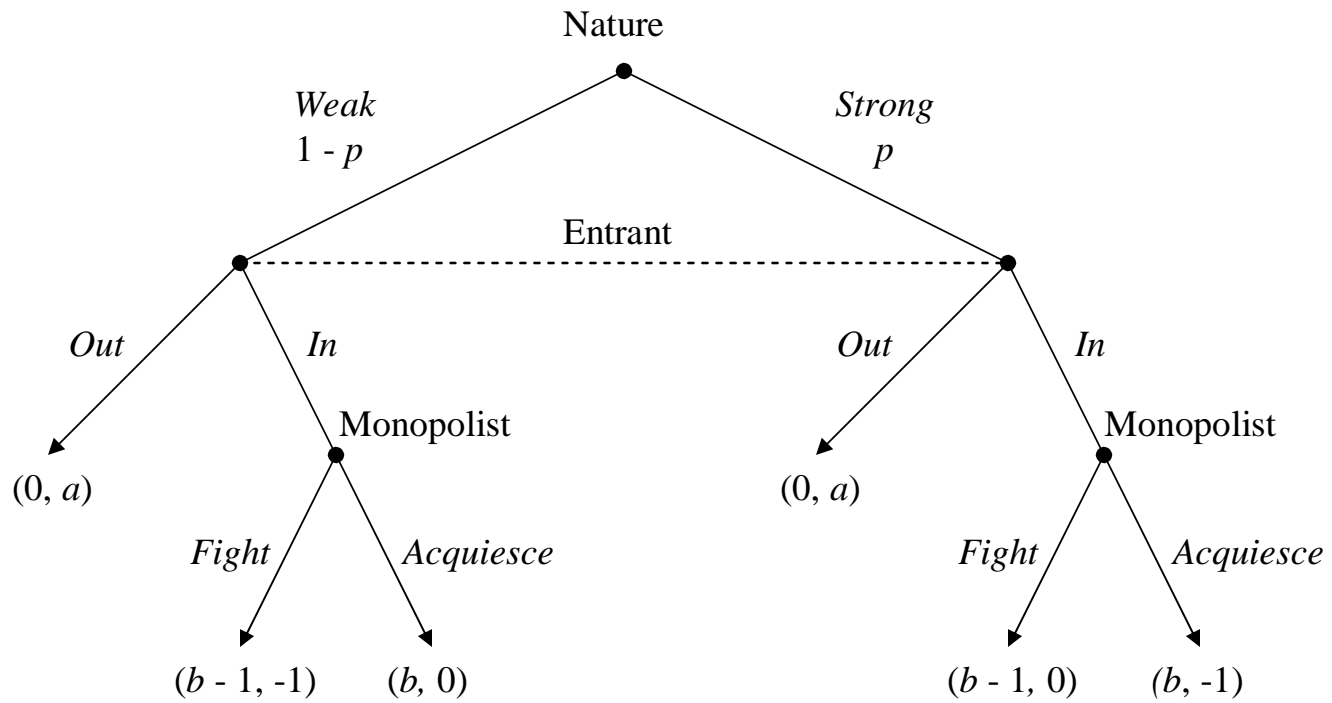 Nature
Weak
Strong
1 - p
p
Entrant
Out
In
Out
In
Monopolist
Monopolist
(0, a)
(0, a)
Fight
Acquiesce
Fight
Acquiesce
(b - 1, -1)
(b, 0)
(b - 1, 0)
(b, -1)